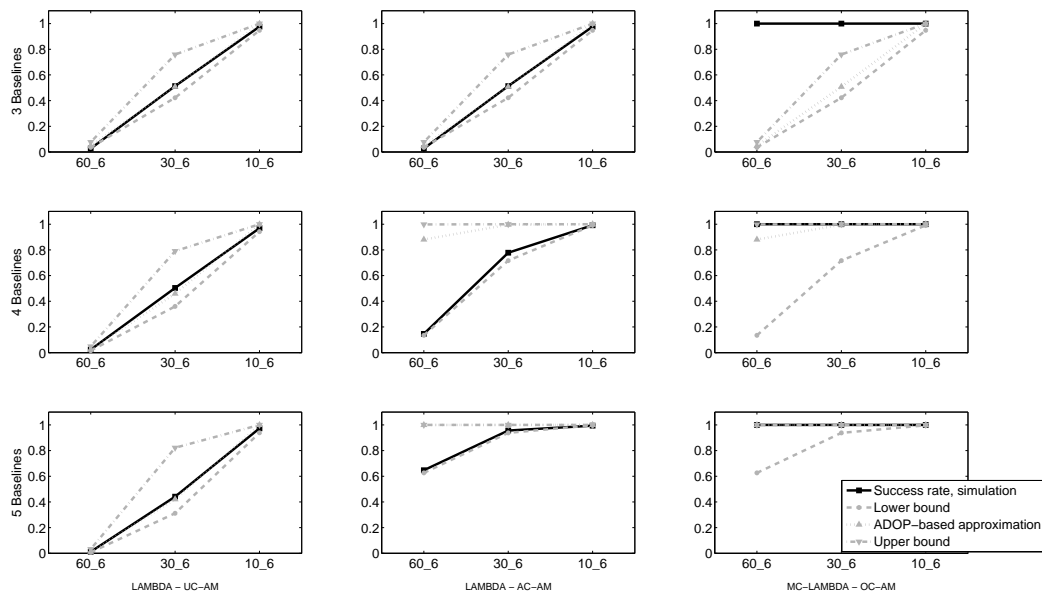 3 Baselines
1
0.8
0.6
0.4
0.2
0
60_6 30_6 10_6
1
0.8
0.6
0.4
0.2
0
60_6 30_6 10_6
1
0.8
0.6
0.4
0.2
0
60_6 30_6 10_6
4 Baselines
1
0.8
0.6
0.4
0.2
0
60_6 30_6 10_6
1
0.8
0.6
0.4
0.2
0
60_6 30_6 10_6
1
0.8
0.6
0.4
0.2
0
60_6 30_6 10_6
5 Baselines
1
0.8
0.6
0.4
0.2
0
60_6 30_6 10_6
LAMBDA − UC−AM
1
0.8
0.6
0.4
0.2
0
60_6 30_6 10_6
LAMBDA − AC−AM
1
0.8
0.6
0.4
0.2
0
60_6 30_6 10_6
MC−LAMBDA − OC−AM
Success rate, simulation
Lower bound
ADOP−based approximation
Upper bound